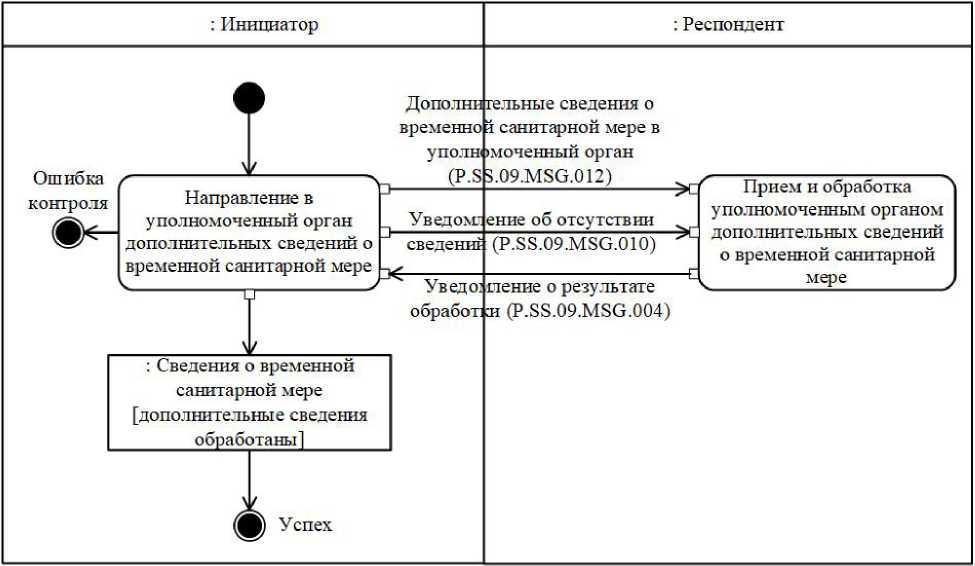 : Инициатор
: Респондент
Дополнительные сведения о
временной санитарной мере в
уполномоченный орган
(P.SS.09.MSG.012)
Ошибка
контроля
Направление в
уполномоченный орган
дополнительных сведений о
временной санитарной мере
Уведомление об отсутствии
сведений (P.SS.09.MSG.010)
Прием и обработка
уполномоченным органом
дополнительных сведений
о временной санитарной
мере
Уведомление о результате
обработки (P.SS.09.MSG.004)
: Сведения о временной
санитарной мере
[дополнительные сведения
обработаны]
Успех